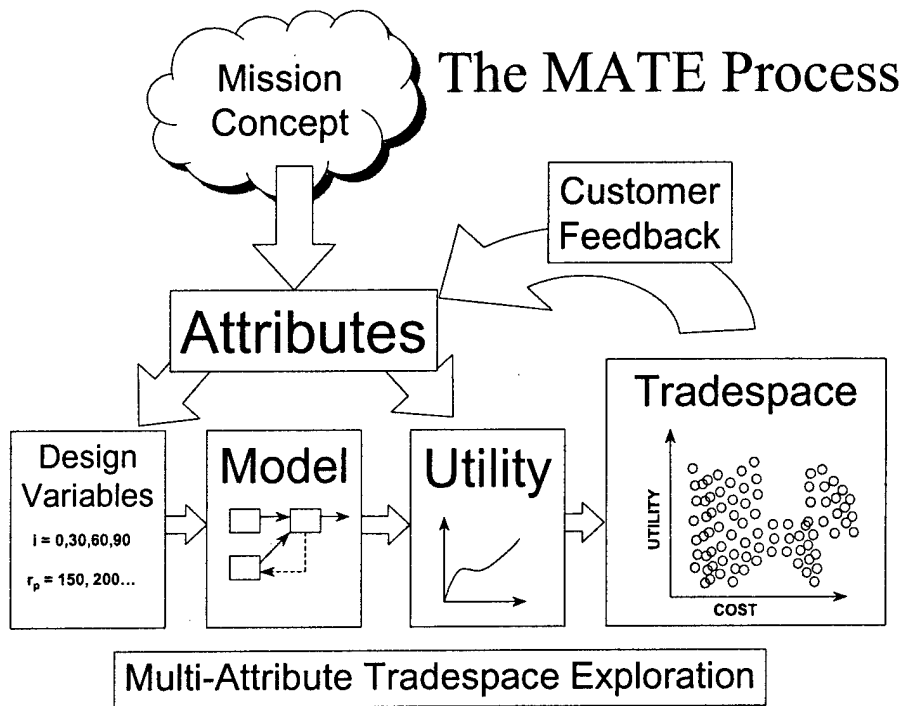 The MATE Process
Mission
Concept
Customer
Feedback
Attributes
Design
Variables
i = 0,30,60,90
rₚ = 150, 200...
Model
Utility
Tradespace
UTILITY
COST
Multi-Attribute Tradespace Exploration